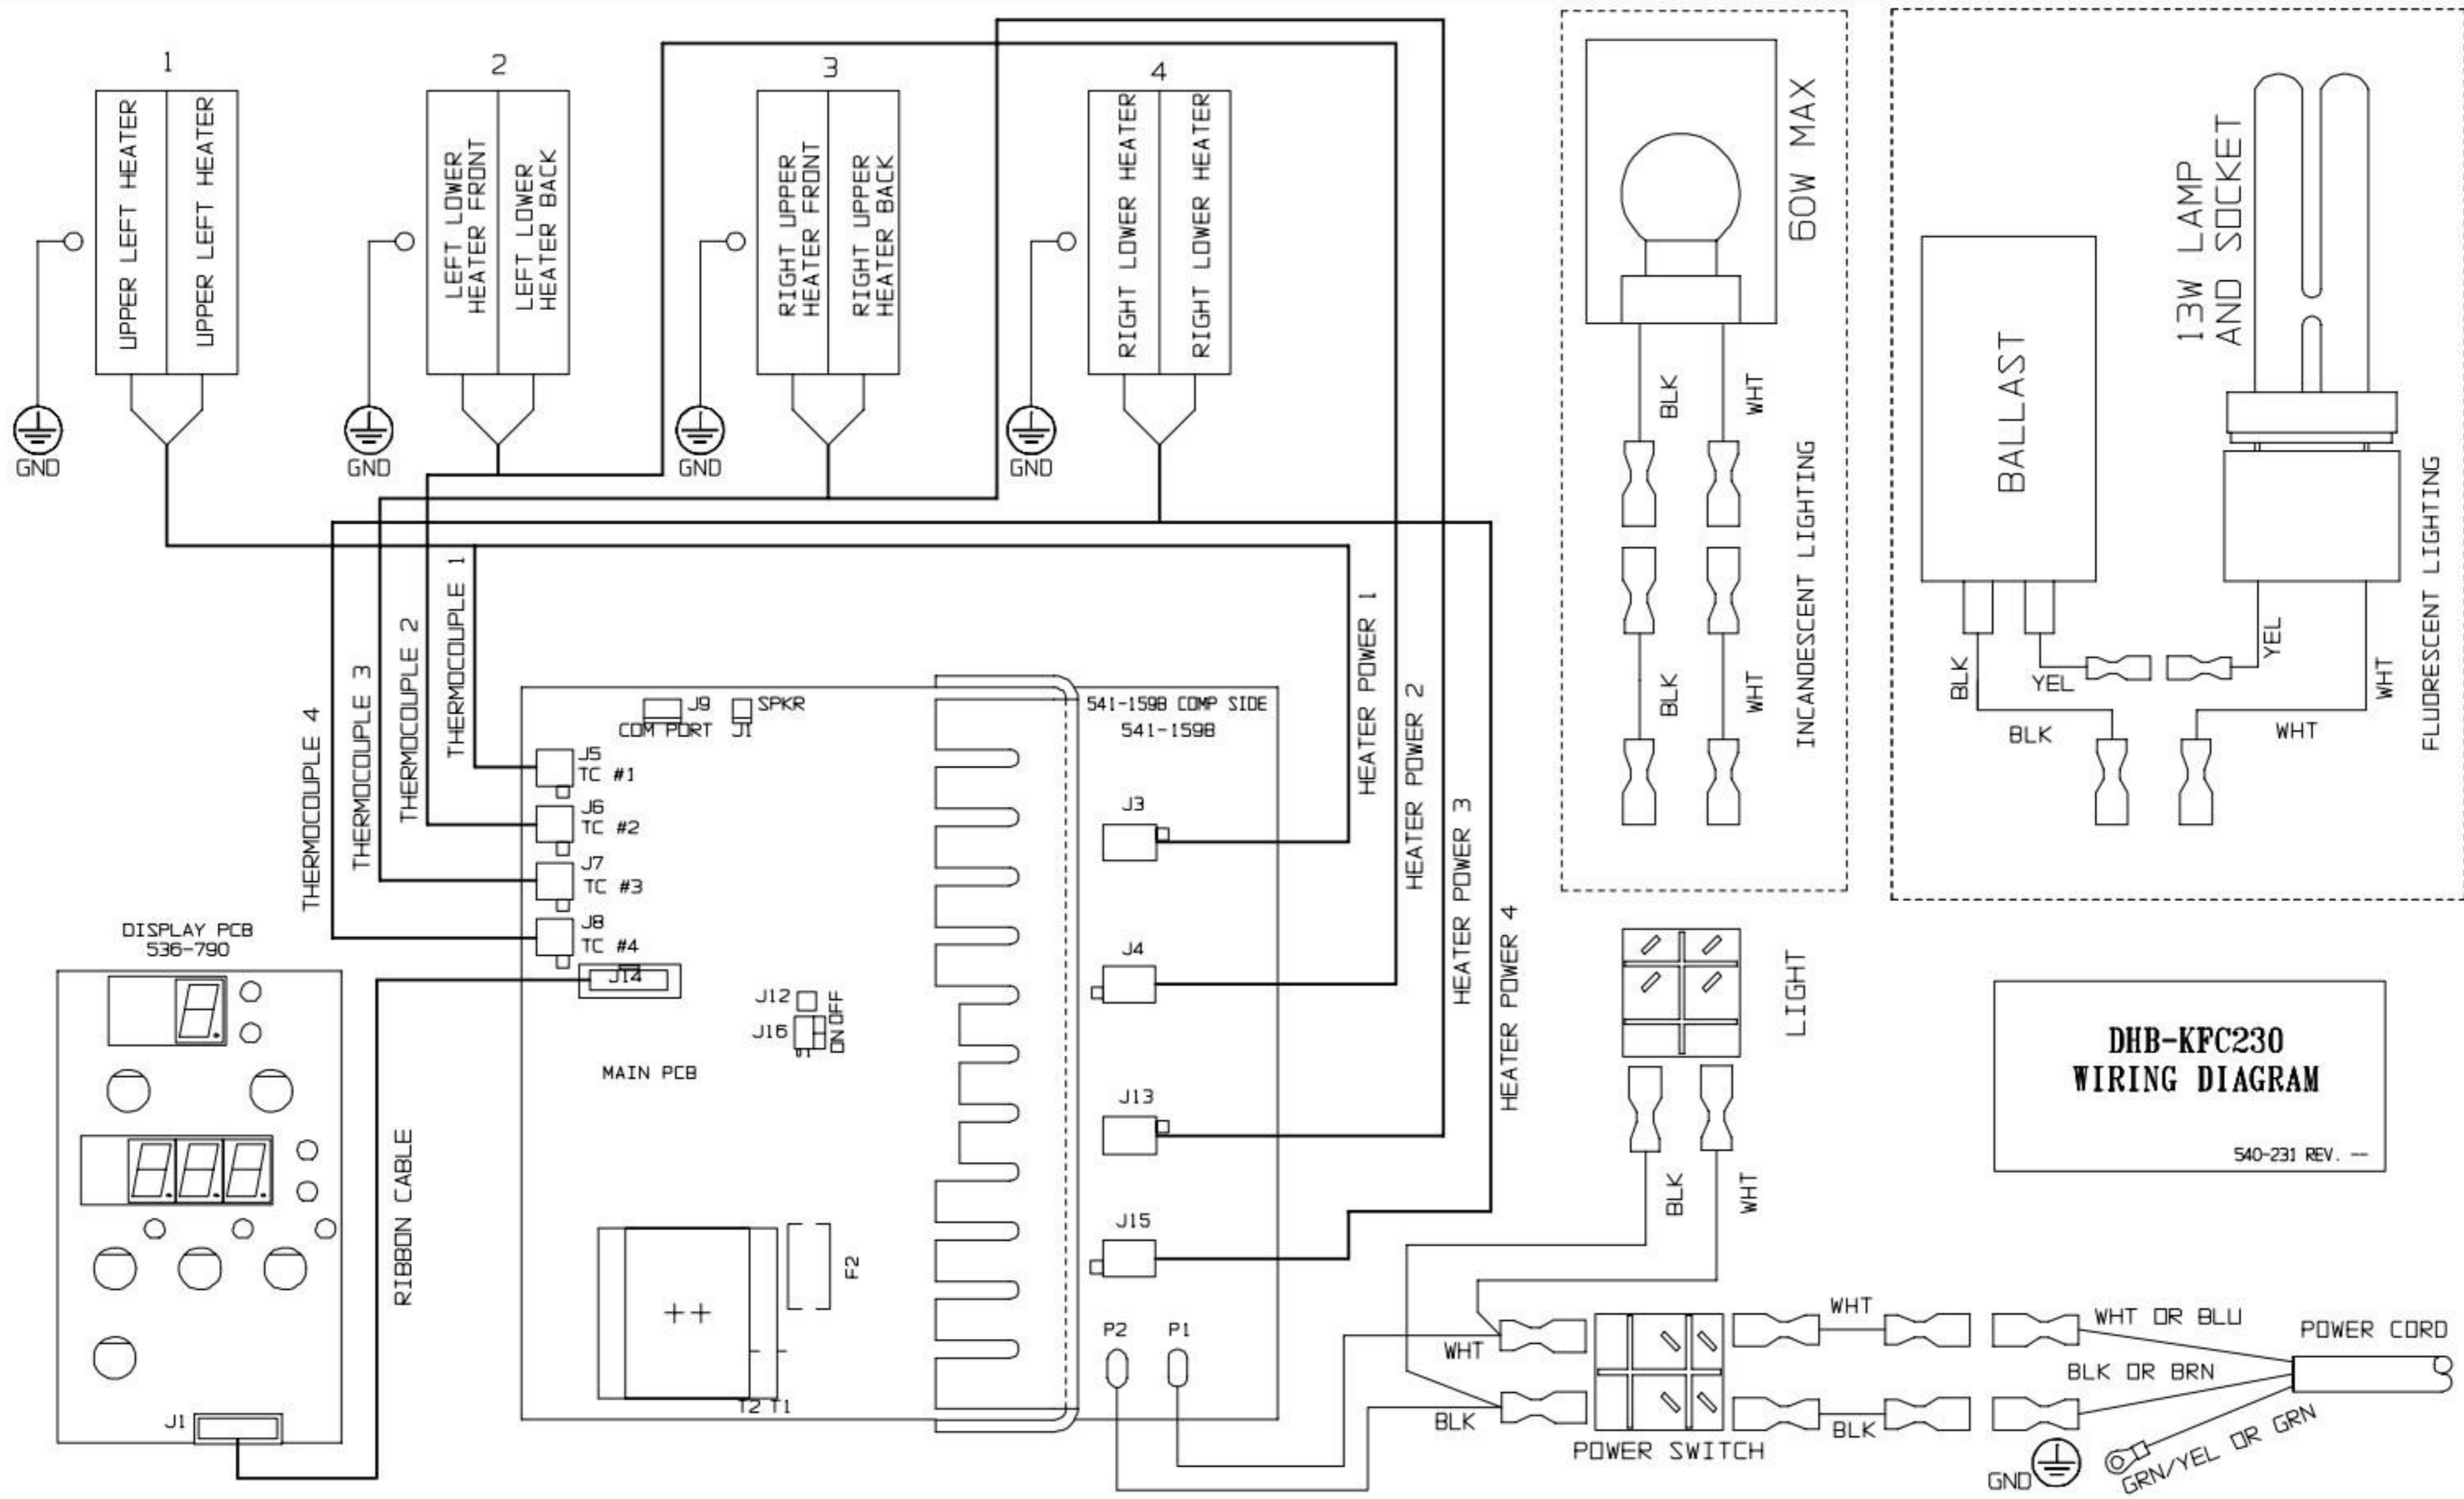 1
2
3
4
UPPER LEFT HEATER
UPPER LEFT HEATER
LEFT LOWER
HEATER FRONT
LEFT LOWER
HEATER BACK
RIGHT UPPER
HEATER FRONT
RIGHT UPPER
HEATER BACK
RIGHT LOWER HEATER
RIGHT LOWER HEATER
GND
GND
GND
GND
60W MAX
BLK
WHT
BLK
WHT
INCANDESCENT LIGHTING
13W LAMP
AND SOCKET
BALLAST
BLK
YEL
YEL
WHT
BLK
WHT
FLUORESCENT LIGHTING
THERMOCOUPLE 1
THERMOCOUPLE 2
THERMOCOUPLE 3
THERMOCOUPLE 4
HEATER POWER 1
HEATER POWER 2
HEATER POWER 3
HEATER POWER 4
J9
COM PORT
SPKR
J1
541-159B COMP SIDE
541-159B
J5
TC #1
J6
TC #2
J7
TC #3
J8
TC #4
J14
J12
J16
ON OFF
MAIN PCB
J3
J4
J13
J15
F2
T2 T1
P2
P1
DISPLAY PCB
536-790
J1
RIBBON CABLE
LIGHT
BLK
WHT
WHT
BLK
POWER SWITCH
WHT
BLK
WHT OR BLU
BLK OR BRN
POWER CORD
GRN/YEL OR GRN
GND
DHB-KFC230
WIRING DIAGRAM
540-231 REV. --